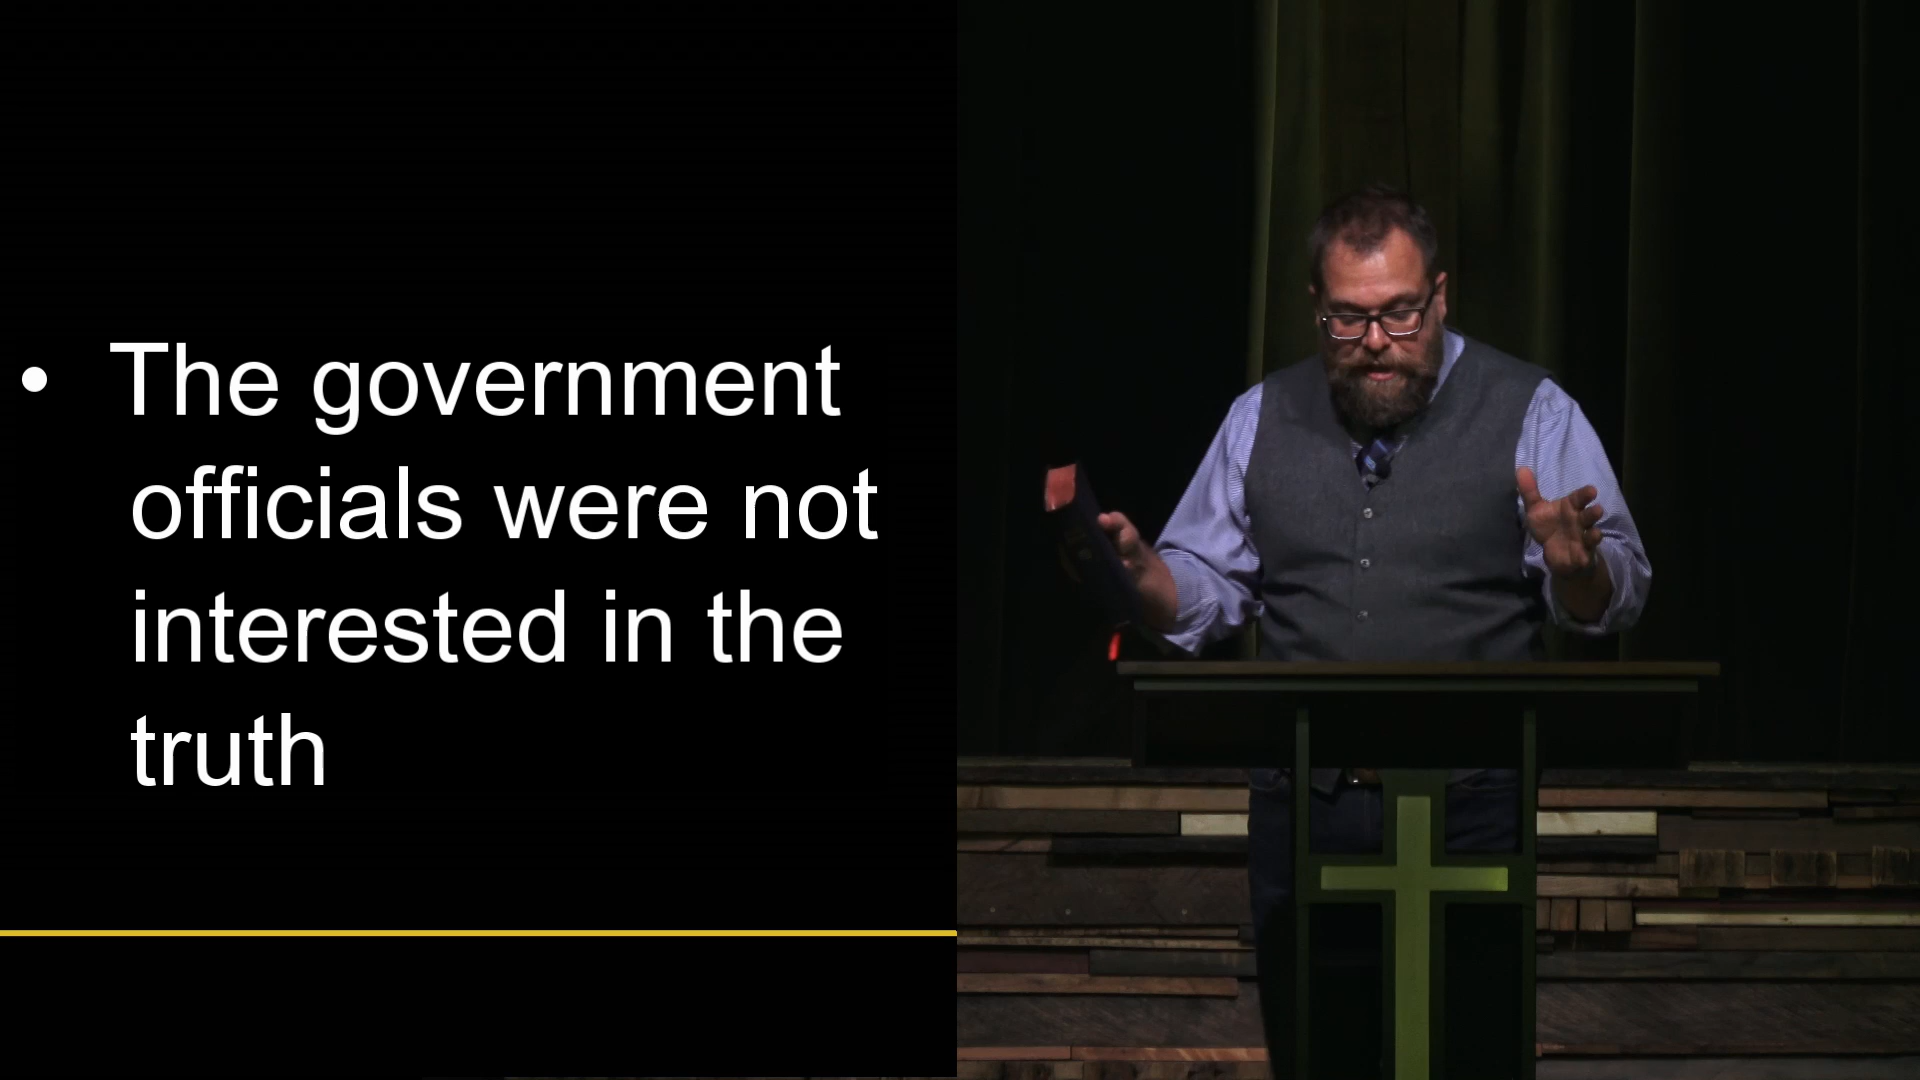 • The government
officials were not
interested in the
truth